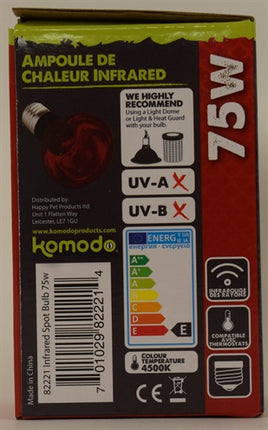 AMPOULE DE
CHALEUR INFRARED
75W
WE HIGHLY
RECOMMEND
Using a Light Dome
or Light & Heat Guard
with your bulb.
UV-A X
UV-B X
Distributed by
Happy Pet Products ltd
Unit 1 Flatten Way
Leicester, LE7 1GU
www.komodoproducts.com
komodo
82221 Infrared Spot Bulb 75w
7 01029 82221 4
Made in China
ENERG
енергия · ενεργεια
A++
A+
A
B
C
D
E
E
COLOUR
TEMPERATURE
4500K
INFRAROUGE
DES RAYONS
COMPATIBLE
AVEC
THERMOSTATS